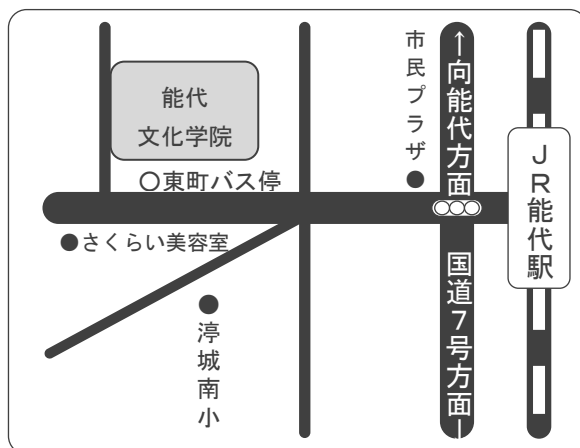 能代
文化学院
○東町バス停
●さくらい美容室
●渟城南小
市民プラザ●
↑向能代方面
国道7号方面↓
JR能代駅